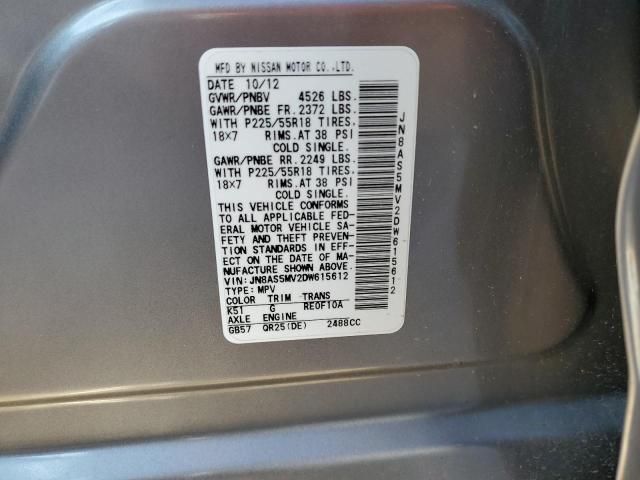 MFD BY NISSAN MOTOR CO.,LTD.
DATE 10/12
GVWR/PNBV 4526 LBS.
GAWR/PNBE FR.2372 LBS.
WITH P225/55R18 TIRES.
18×7 RIMS.AT 38 PSI
COLD SINGLE.
GAWR/PNBE RR.2249 LBS.
WITH P225/55R18 TIRES.
18×7 RIMS.AT 38 PSI
COLD SINGLE.
THIS VEHICLE CONFORMS
TO ALL APPLICABLE FED-
ERAL MOTOR VEHICLE SA-
FETY AND THEFT PREVEN-
TION STANDARDS IN EFF-
ECT ON THE DATE OF MA-
NUFACTURE SHOWN ABOVE.
VIN:JN8AS5MV2DW615612
TYPE:MPV
COLOR TRIM TRANS
K51 G RE0F10A
AXLE ENGINE
GB57 QR25(DE) 2488CC
JN8AS5MV2DW615612